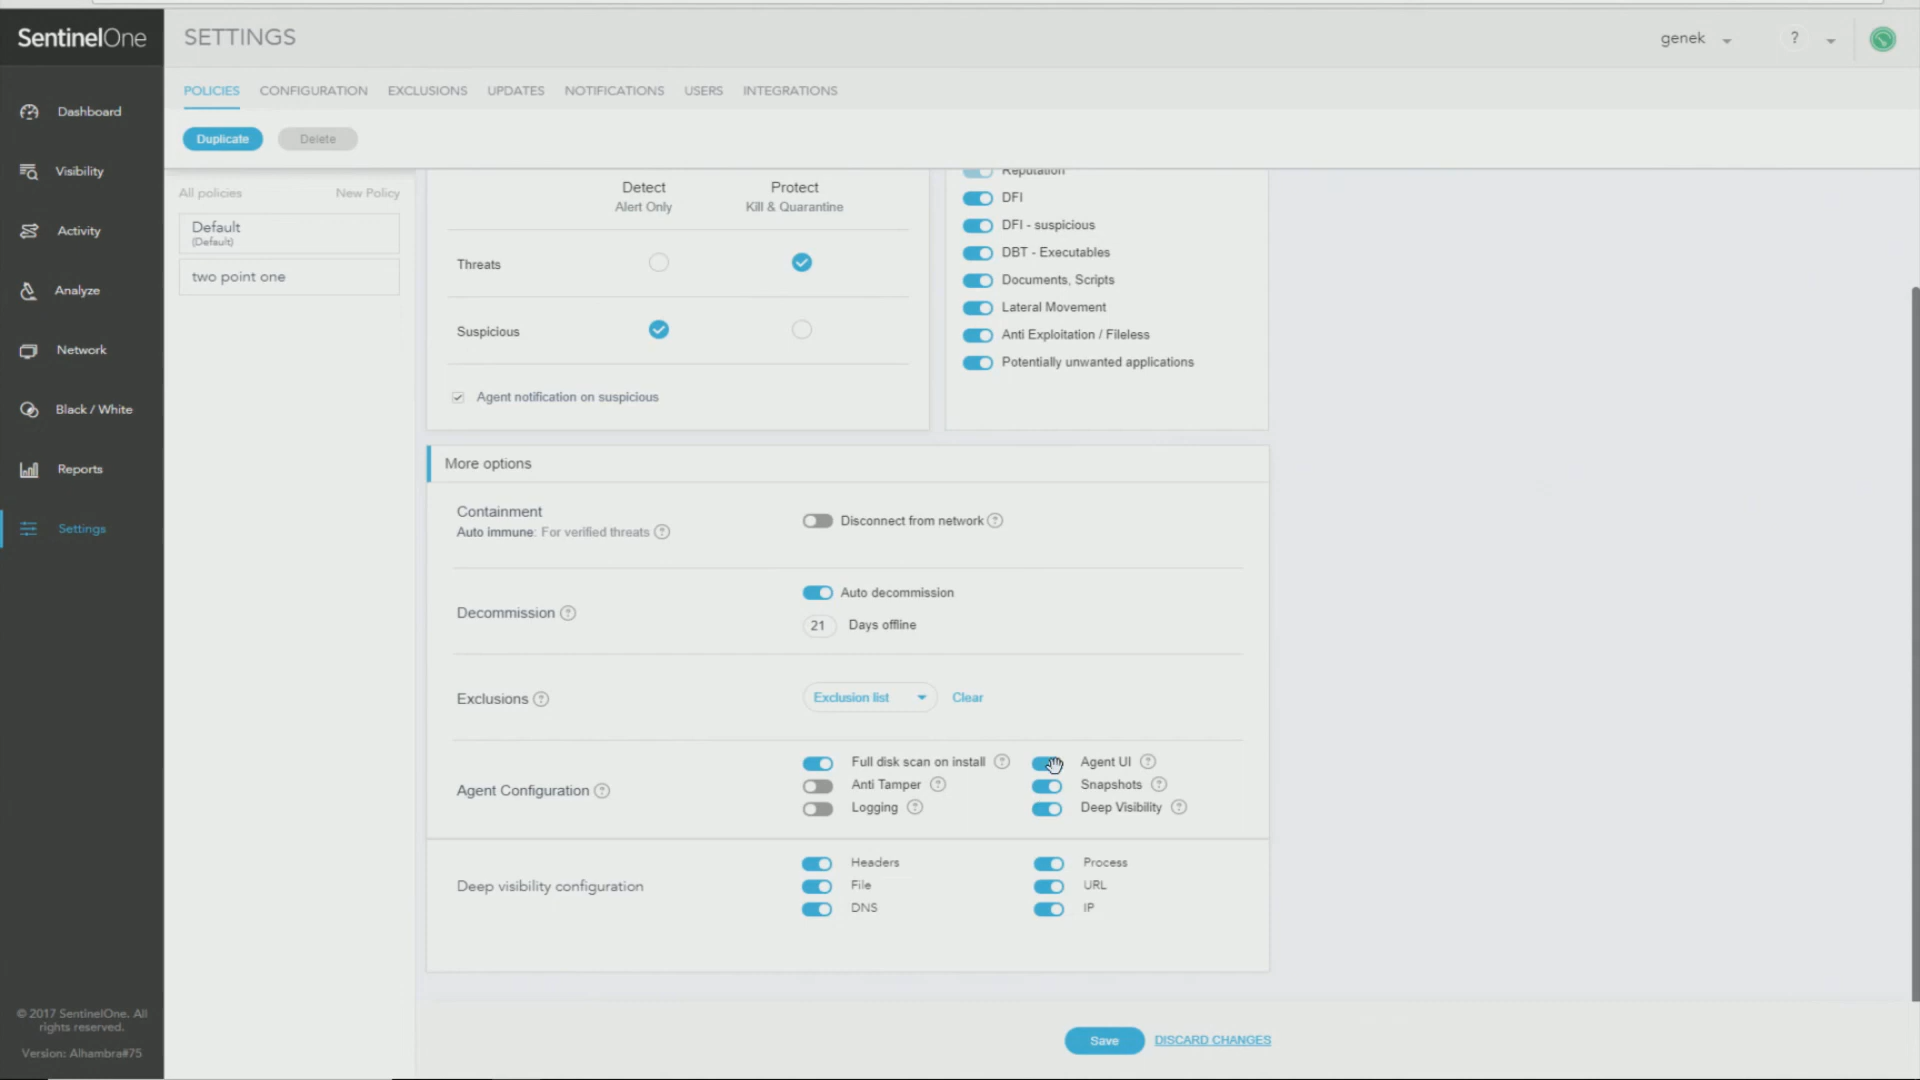 SentinelOne
SETTINGS
genek
?
POLICIES CONFIGURATION EXCLUSIONS UPDATES NOTIFICATIONS USERS INTEGRATIONS
Duplicate Delete
Dashboard
Visibility
Activity
Analyze
Network
Black / White
Reports
Settings
© 2017 SentinelOne. All
rights reserved.
Version: Alhambra#75
All policies New Policy
Default
(Default)
two point one
Detect Protect
Alert Only Kill & Quarantine
Threats
Suspicious
Agent notification on suspicious
Reputation
DFI
DFI - suspicious
DBT - Executables
Documents, Scripts
Lateral Movement
Anti Exploitation / Fileless
Potentially unwanted applications
More options
Containment
Auto immune: For verified threats ?
Disconnect from network ?
Decommission ?
Auto decommission
21 Days offline
Exclusions ?
Exclusion list Clear
Agent Configuration ?
Full disk scan on install ? Agent UI ?
Anti Tamper ? Snapshots ?
Logging ? Deep Visibility ?
Deep visibility configuration
Headers Process
File URL
DNS IP
Save DISCARD CHANGES